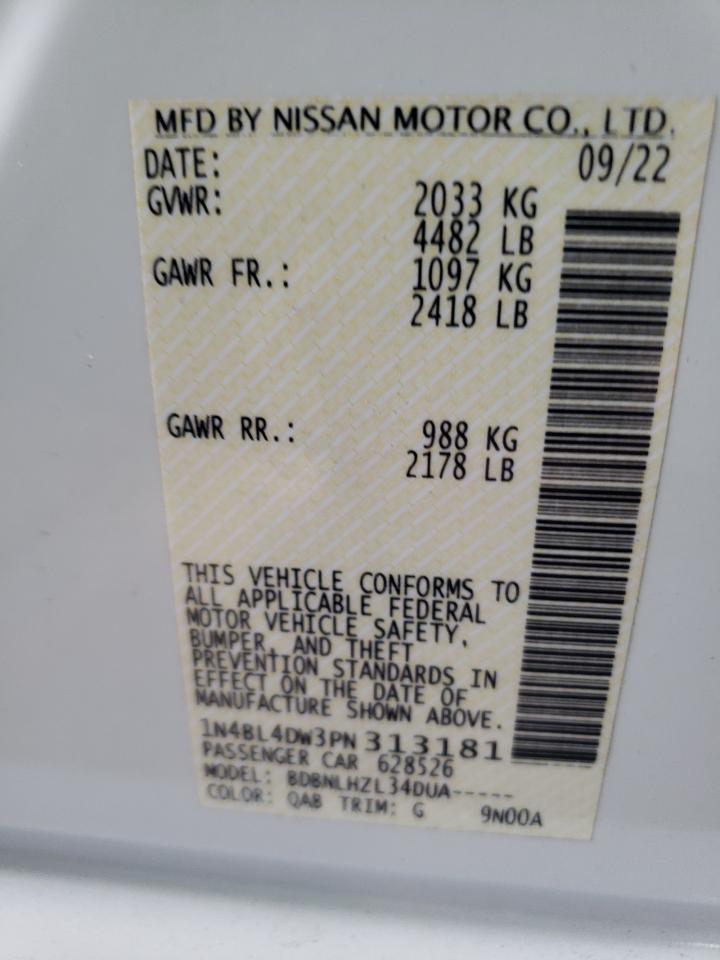 MFD BY NISSAN MOTOR CO., LTD.
DATE: 09/22
GVWR: 2033 KG
4482 LB
GAWR FR.: 1097 KG
2418 LB
GAWR RR.: 988 KG
2178 LB
THIS VEHICLE CONFORMS TO
ALL APPLICABLE FEDERAL
MOTOR VEHICLE SAFETY,
BUMPER, AND THEFT
PREVENTION STANDARDS IN
EFFECT ON THE DATE OF
MANUFACTURE SHOWN ABOVE.
1N4BL4DW3PN313181
PASSENGER CAR 628526
MODEL: BDBNLHZL34DUA-----
COLOR: QAB TRIM: G 9N00A